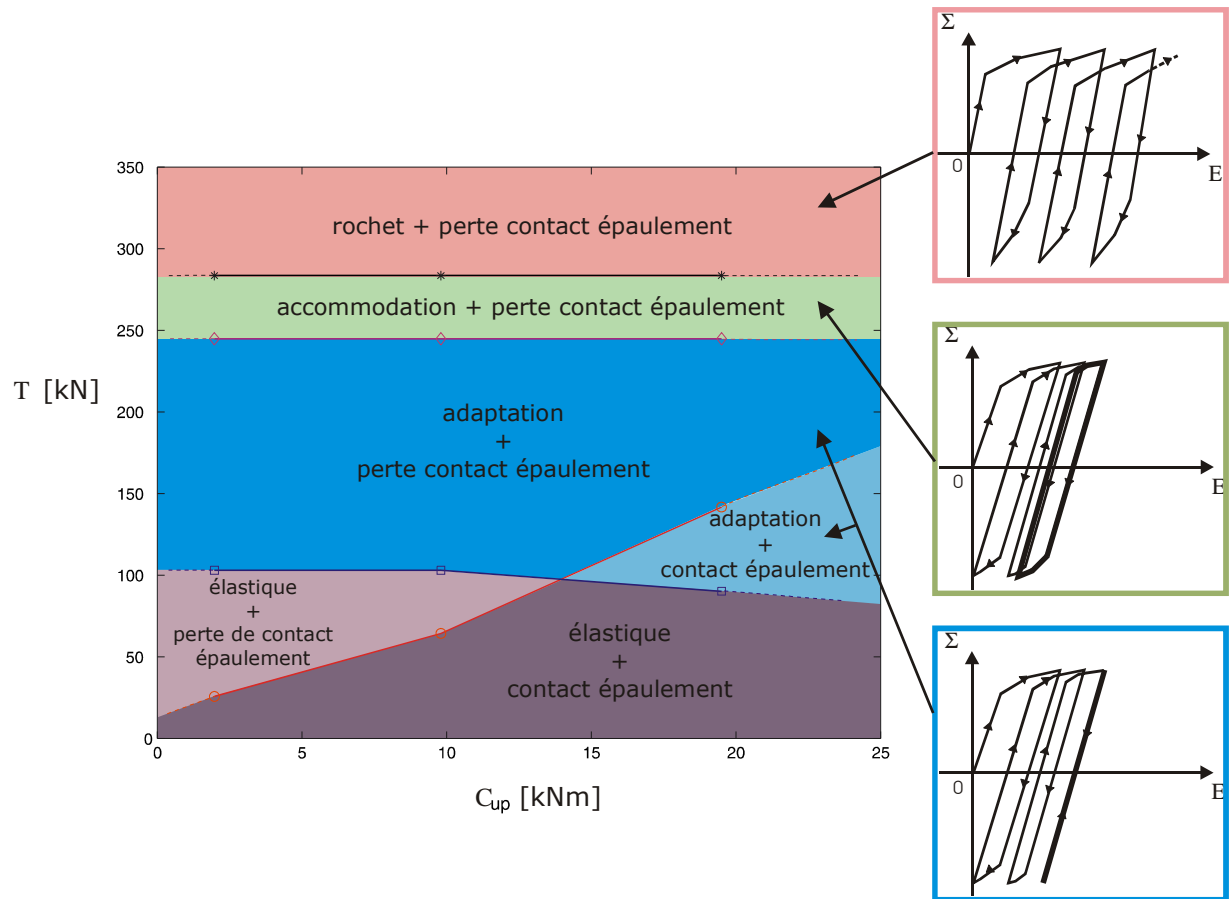 350
300
250
200
150
100
50
0
T [kN]
0
5
10
15
20
25
C_up [kNm]
rochet + perte contact épaulement
accommodation + perte contact épaulement
adaptation
+
perte contact épaulement
adaptation
+
contact épaulement
élastique
+
perte de contact
épaulement
élastique
+
contact épaulement
Σ
0
E
Σ
0
E
Σ
0
E